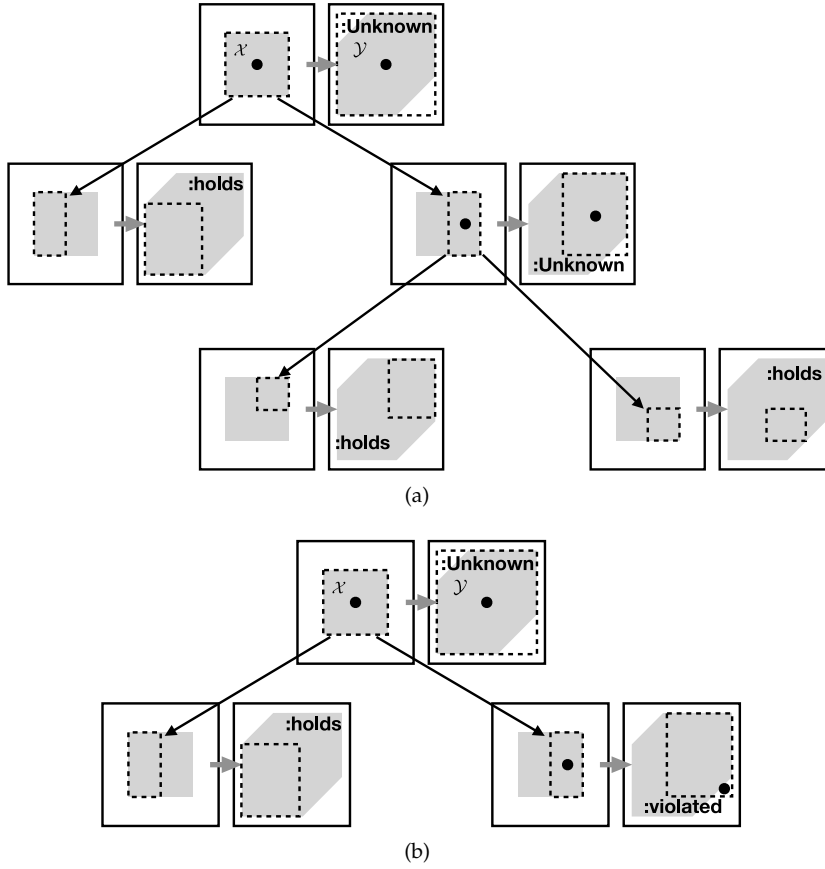 :Unknown
𝒳
𝒴
:holds
:Unknown
:holds
:holds
(a)
:Unknown
𝒳
𝒴
:holds
:violated
(b)